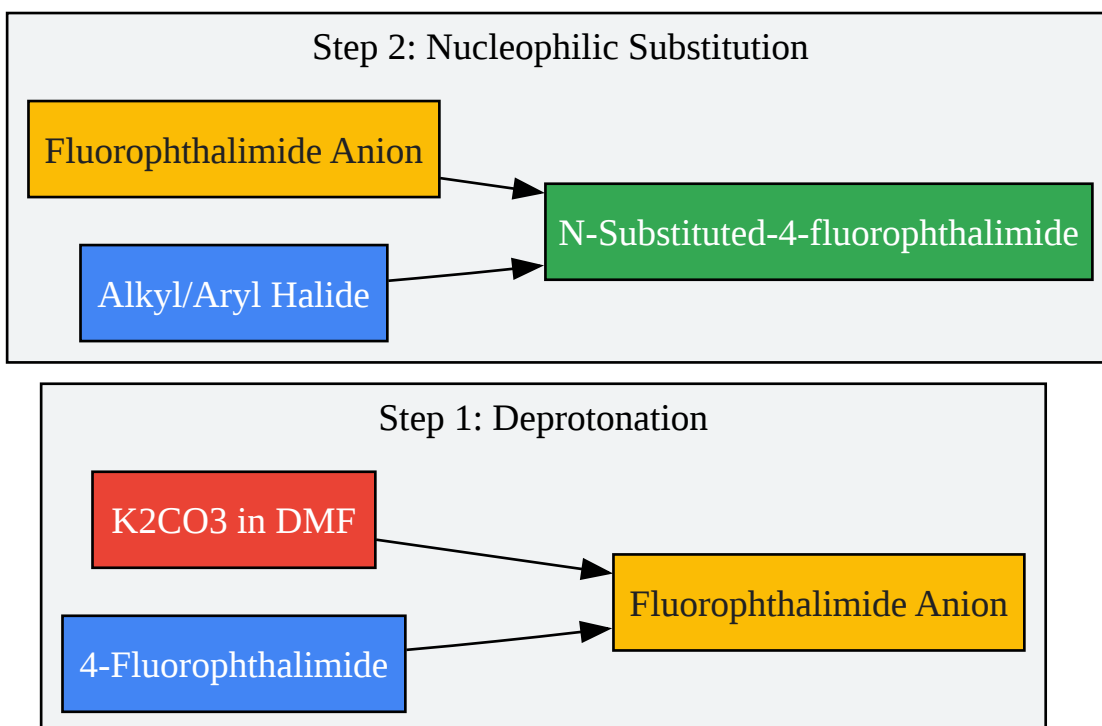 Step 2: Nucleophilic Substitution
Fluorophthalimide Anion
N-Substituted-4-fluorophthalimide
Alkyl/Aryl Halide
Step 1: Deprotonation
K2CO3 in DMF
Fluorophthalimide Anion
4-Fluorophthalimide